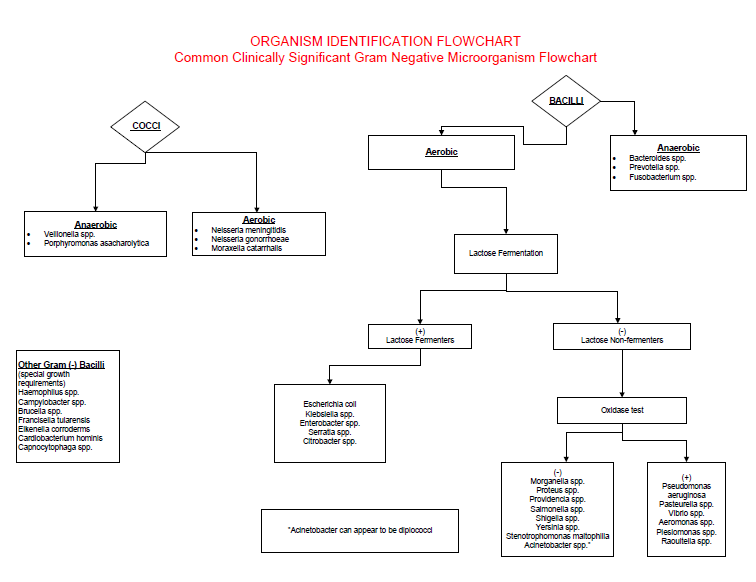 ORGANISM IDENTIFICATION FLOWCHART
Common Clinically Significant Gram Negative Microorganism Flowchart
BACILLI
COCCI
Aerobic
Anaerobic
Bacteroides spp.
Prevotella spp.
Fusobacterium spp.
Anaerobic
Veillonella spp.
Porphyromonas asacharolytica
Aerobic
Neisseria meningitidis
Neisseria gonorrhoeae
Moraxella catarrhalis
Lactose Fermentation
(+)
Lactose Fermenters
(-)
Lactose Non-fermenters
Other Gram (-) Bacilli
(special growth
requirements)
Haemophilus spp.
Campylobacter spp.
Brucella spp.
Francisella tularensis
Eikenella corroderns
Cardiobacterium hominis
Capnocytophaga spp.
Escherichia coli
Klebsiella spp.
Enterobacter spp.
Serratia spp.
Citrobacter spp.
Oxidase test
(-)
Morganella spp.
Proteus spp.
Providencia spp.
Salmonella spp.
Shigella spp.
Yersinia spp.
Stenotrophomonas maltophilia
Acinetobacter spp.*
(+)
Pseudomonas
aeruginosa
Pasteurella spp.
Vibrio spp.
Aeromonas spp.
Plesiomonas spp.
Raoultella spp.
*Acinetobacter can appear to be diplococci